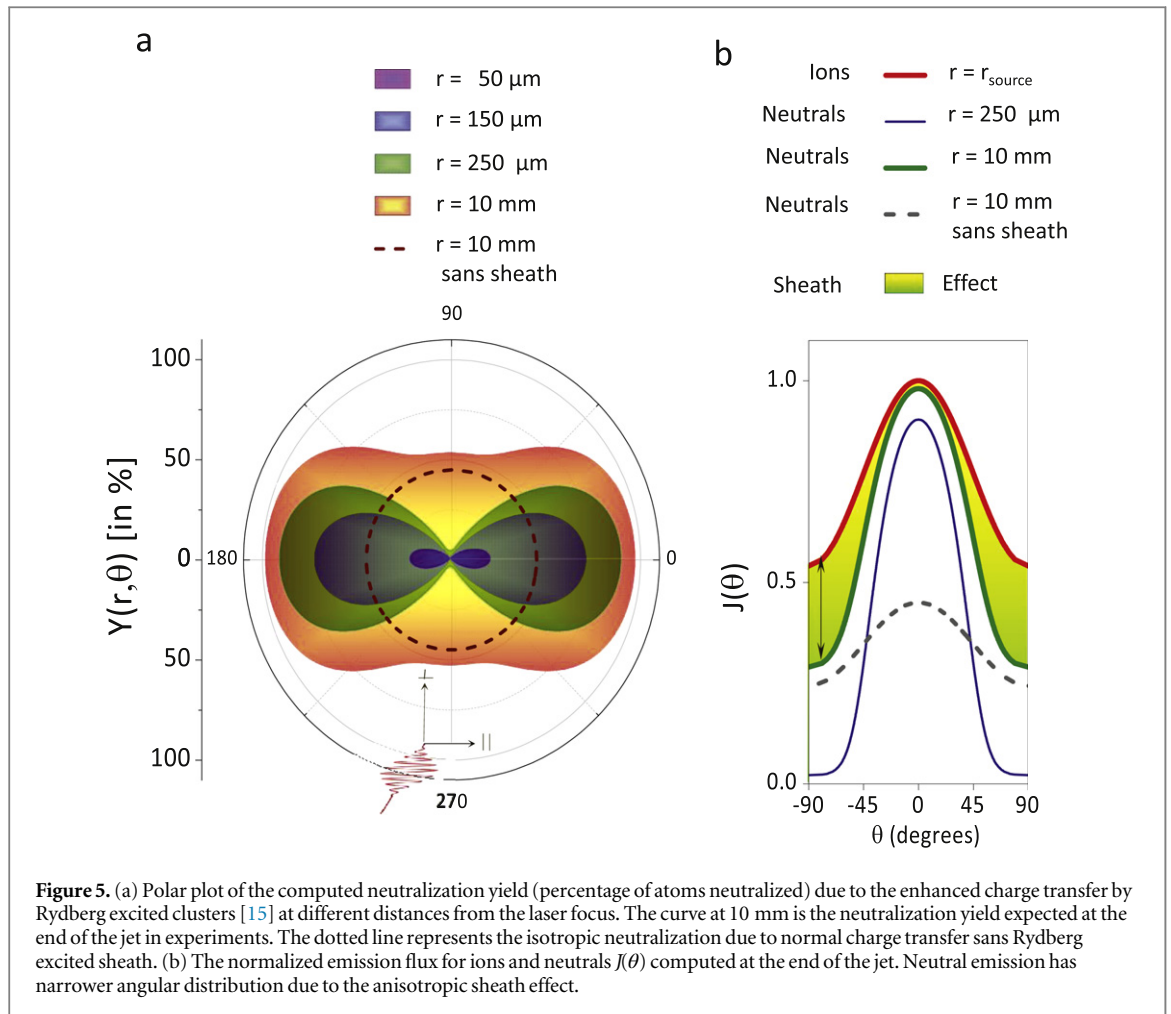 a
r = 50 µm
r = 150 µm
r = 250 µm
r = 10 mm
r = 10 mm
sans sheath
90
100
50
0
50
100
Y(r,θ) [in %]
180
0
270
⊥
||
b
Ions r = r_source
Neutrals r = 250 µm
Neutrals r = 10 mm
Neutrals r = 10 mm
sans sheath
Sheath Effect
1.0
0.5
0.0
J(θ)
-90 -45 0 45 90
θ (degrees)
Figure 5. (a) Polar plot of the computed neutralization yield (percentage of atoms neutralized) due to the enhanced charge transfer by
Rydberg excited clusters [15] at different distances from the laser focus. The curve at 10 mm is the neutralization yield expected at the
end of the jet in experiments. The dotted line represents the isotropic neutralization due to normal charge transfer sans Rydberg
excited sheath. (b) The normalized emission flux for ions and neutrals J(θ) computed at the end of the jet. Neutral emission has
narrower angular distribution due to the anisotropic sheath effect.